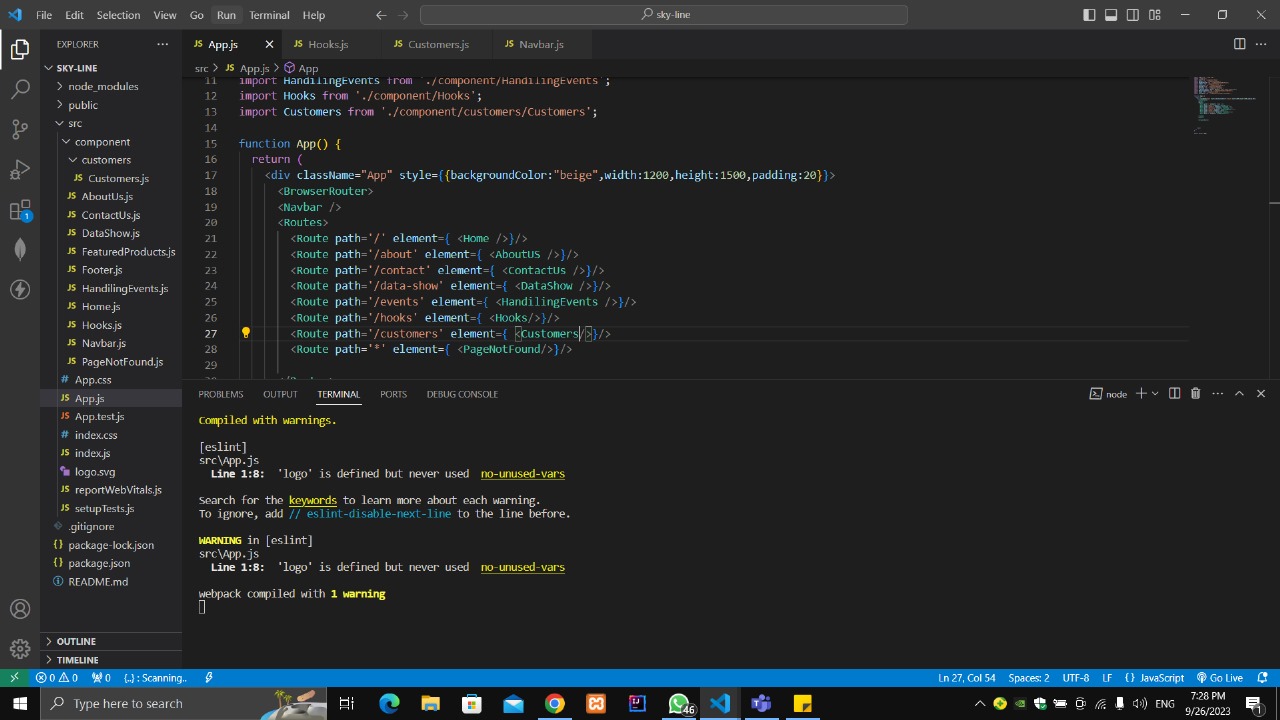 File Edit Selection View Go Run Terminal Help
sky-line
EXPLORER
App.js
Hooks.js
Customers.js
Navbar.js
SKY-LINE
node_modules
public
src
component
customers
Customers.js
AboutUs.js
ContactUs.js
DataShow.js
FeaturedProducts.js
Footer.js
HandilingEvents.js
Home.js
Hooks.js
Navbar.js
PageNotFound.js
App.css
App.js
App.test.js
index.css
index.js
logo.svg
reportWebVitals.js
setupTests.js
.gitignore
package-lock.json
package.json
README.md
OUTLINE
TIMELINE
src > App.js > App
11 import HandilingEvents from './component/HandilingEvents';
12 import Hooks from './component/Hooks';
13 import Customers from './component/customers/Customers';
14
15 function App() {
16 return (
17 <div className="App" style={{backgroundColor:"beige",width:1200,height:1500,padding:20}}>
18 <BrowserRouter>
19 <Navbar />
20 <Routes>
21 <Route path='/' element={ <Home />}/>
22 <Route path='/about' element={ <AboutUS />}/>
23 <Route path='/contact' element={ <ContactUs />}/>
24 <Route path='/data-show' element={ <DataShow />}/>
25 <Route path='/events' element={ <HandilingEvents />}/>
26 <Route path='/hooks' element={ <Hooks/>}/>
27 <Route path='/customers' element={ <Customers/>}/>
28 <Route path='*' element={ <PageNotFound/>}/>
29
PROBLEMS OUTPUT TERMINAL PORTS DEBUG CONSOLE
node
Compiled with warnings.
[eslint]
src\App.js
Line 1:8: 'logo' is defined but never used no-unused-vars
Search for the keywords to learn more about each warning.
To ignore, add // eslint-disable-next-line to the line before.
WARNING in [eslint]
src\App.js
Line 1:8: 'logo' is defined but never used no-unused-vars
webpack compiled with 1 warning
0 0 0 {..} : Scanning.. Ln 27, Col 54 Spaces: 2 UTF-8 LF {} JavaScript Go Live
Type here to search
46
ENG
7:28 PM
9/26/2023
1